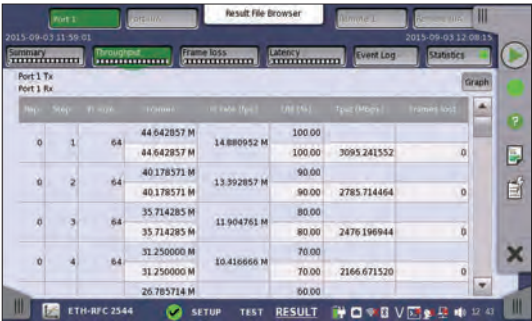 Port 1
Result File Browser
2015-09-03 11:59:01
2015-09-03 12:08:15
Summary
Throughput
Frame loss
Latency
Event Log
Statistics
Port 1 Tx
Port 1 Rx
Graph
Rep. Step Fr. size Frames Util (%) Tput (Mbps) Frames lost
44.642857 M 100.00
0 1 64 14.880952 M
44.642857 M 100.00 3095.241552 0
40.178571 M 90.00
0 2 64 13.392857 M
40.178571 M 90.00 2785.714464 0
35.714285 M 80.00
0 3 64 11.904761 M
35.714285 M 80.00 2476.196944 0
31.250000 M 70.00
0 4 64 10.416666 M
31.250000 M 70.00 2166.671520 0
26.785714 M 60.00
ETH-RFC 2544
SETUP
TEST
RESULT
12 43